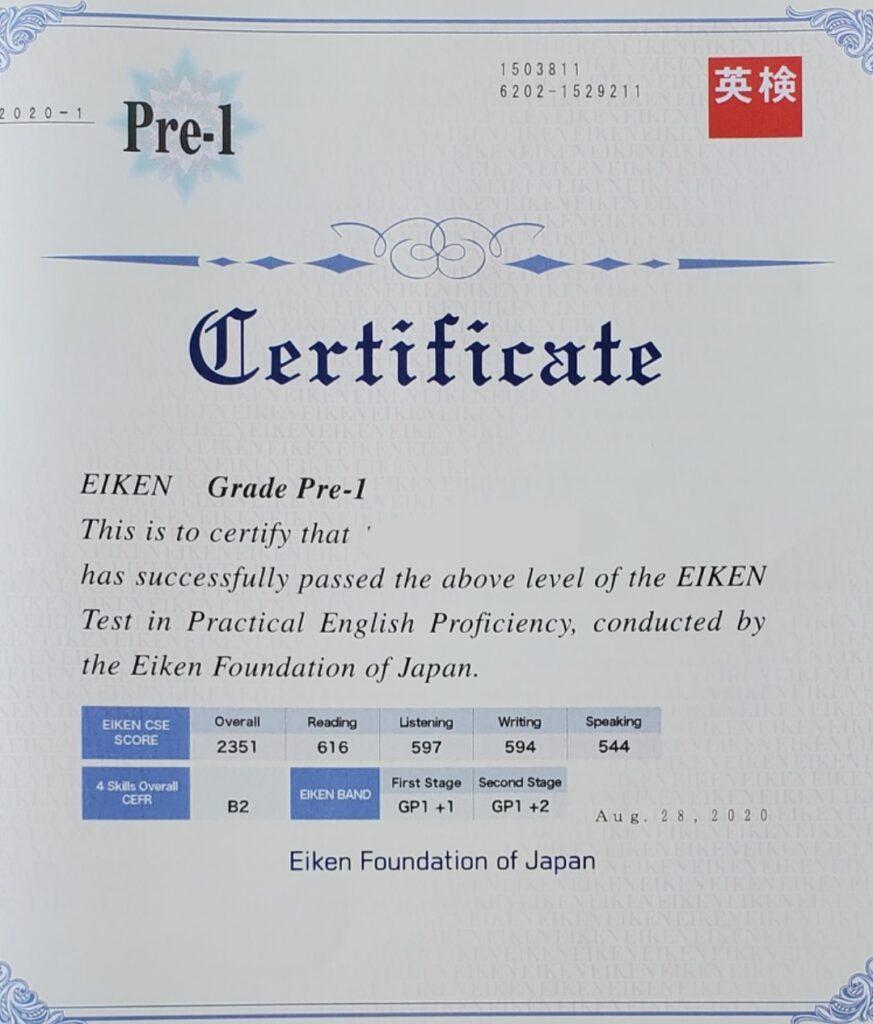 2020-1
Pre-1
1503811
6202-1529211
英検
Certificate
EIKEN Grade Pre-1
This is to certify that
has successfully passed the above level of the EIKEN
Test in Practical English Proficiency, conducted by
the Eiken Foundation of Japan.
EIKEN CSE SCORE
Overall Reading Listening Writing Speaking
2351 616 597 594 544
4 Skills Overall CEFR
B2
EIKEN BAND
First Stage Second Stage
GP1 +1 GP1 +2
Aug. 28, 2020
Eiken Foundation of Japan